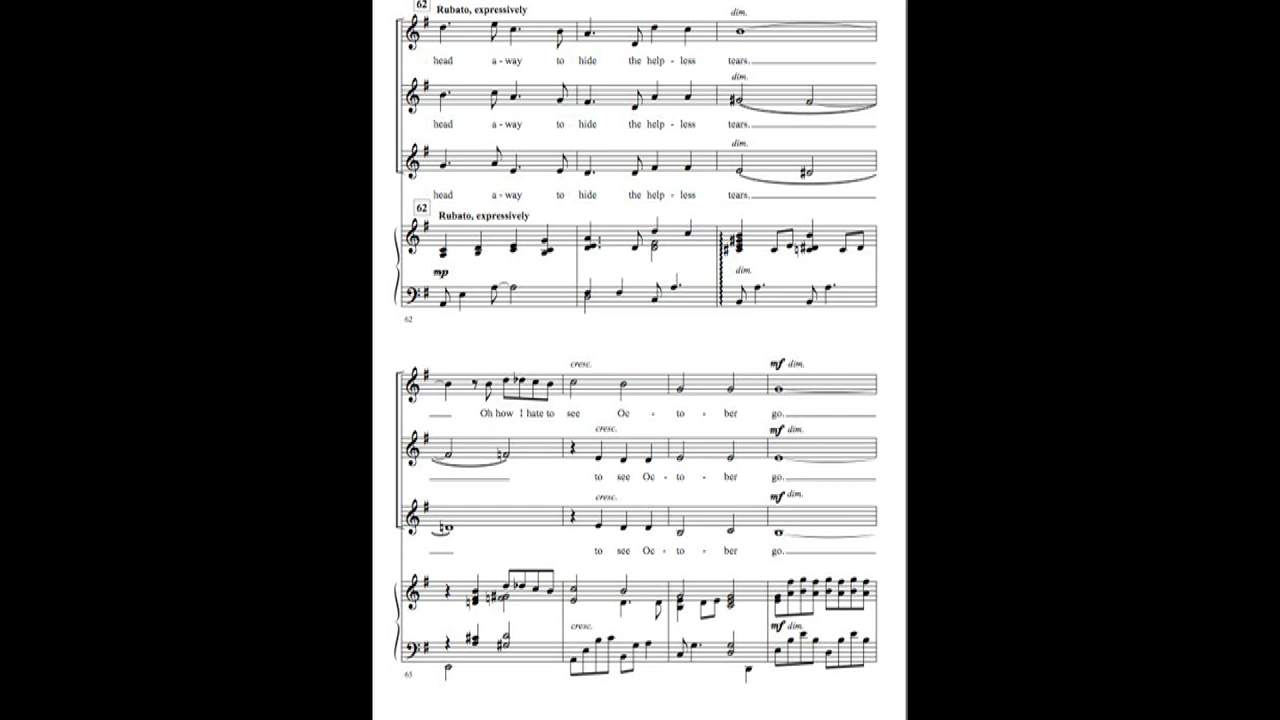 62 Rubato, expressively
dim.
head a - way to hide the help - less tears.
dim.
head a - way to hide the help - less tears.
dim.
head a - way to hide the help - less tears.
62 Rubato, expressively
mp dim.
62
cresc. mf dim.
Oh how I hate to see Oc - to - ber go.
cresc. mf dim.
to see Oc - to - ber go.
cresc. mf dim.
to see Oc - to - ber go.
cresc. mf dim.
65